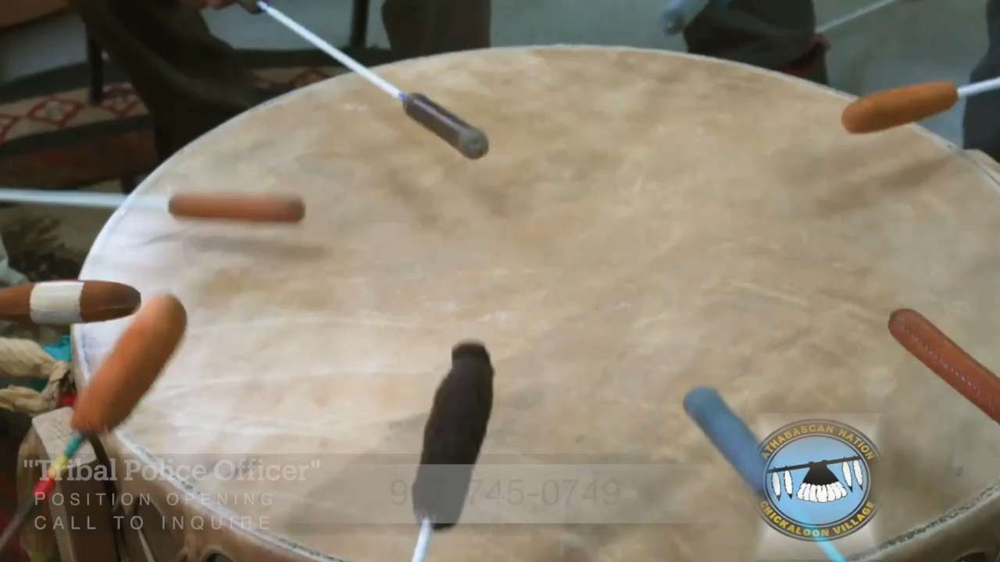 "Tribal Police Officer"
POSITION OPENING
CALL TO INQUIRE
745-0749
ATHABASCAN NATION
CHICKALOON VILLAGE